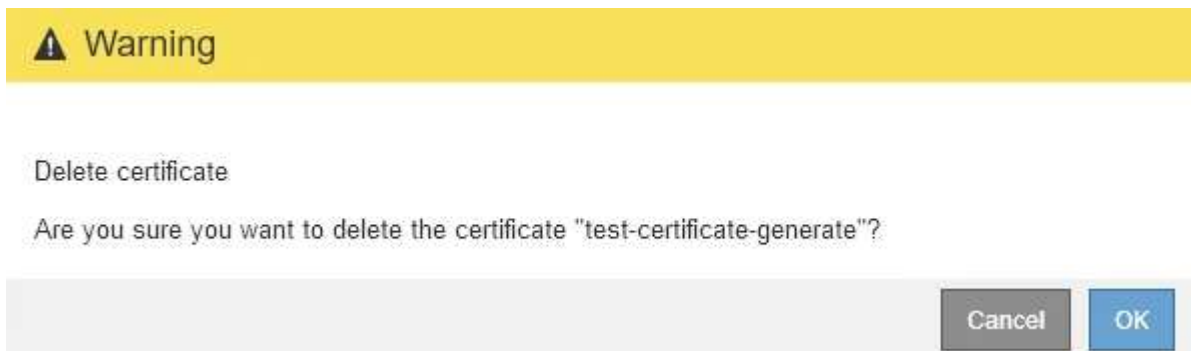 Warning
Delete certificate
Are you sure you want to delete the certificate "test-certificate-generate"?
Cancel OK